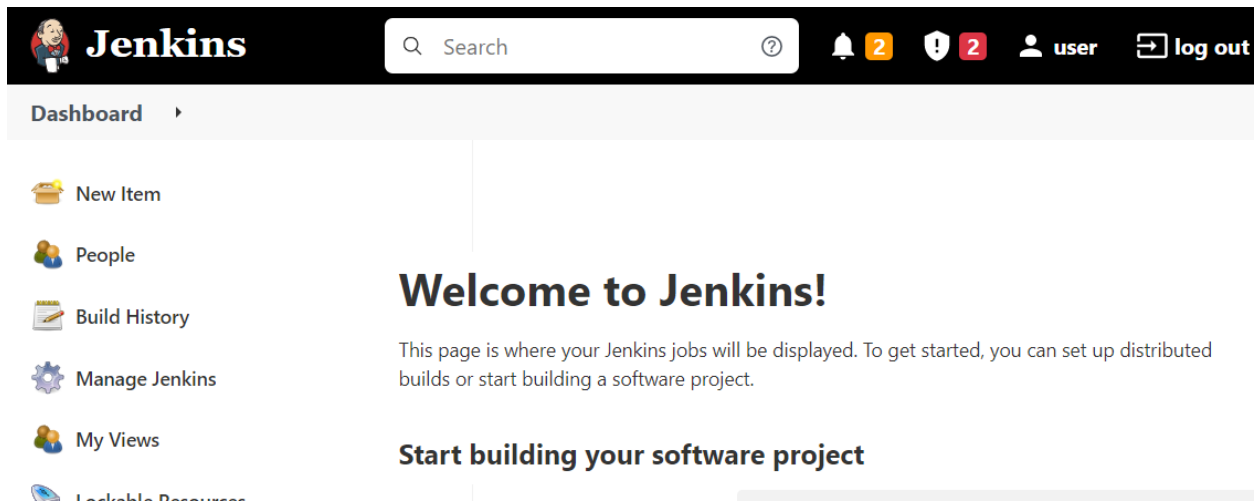 Jenkins
Search
2
2
user
log out
Dashboard
New Item
People
Build History
Manage Jenkins
My Views
Lockable Resources
Welcome to Jenkins!
This page is where your Jenkins jobs will be displayed. To get started, you can set up distributed
builds or start building a software project.
Start building your software project